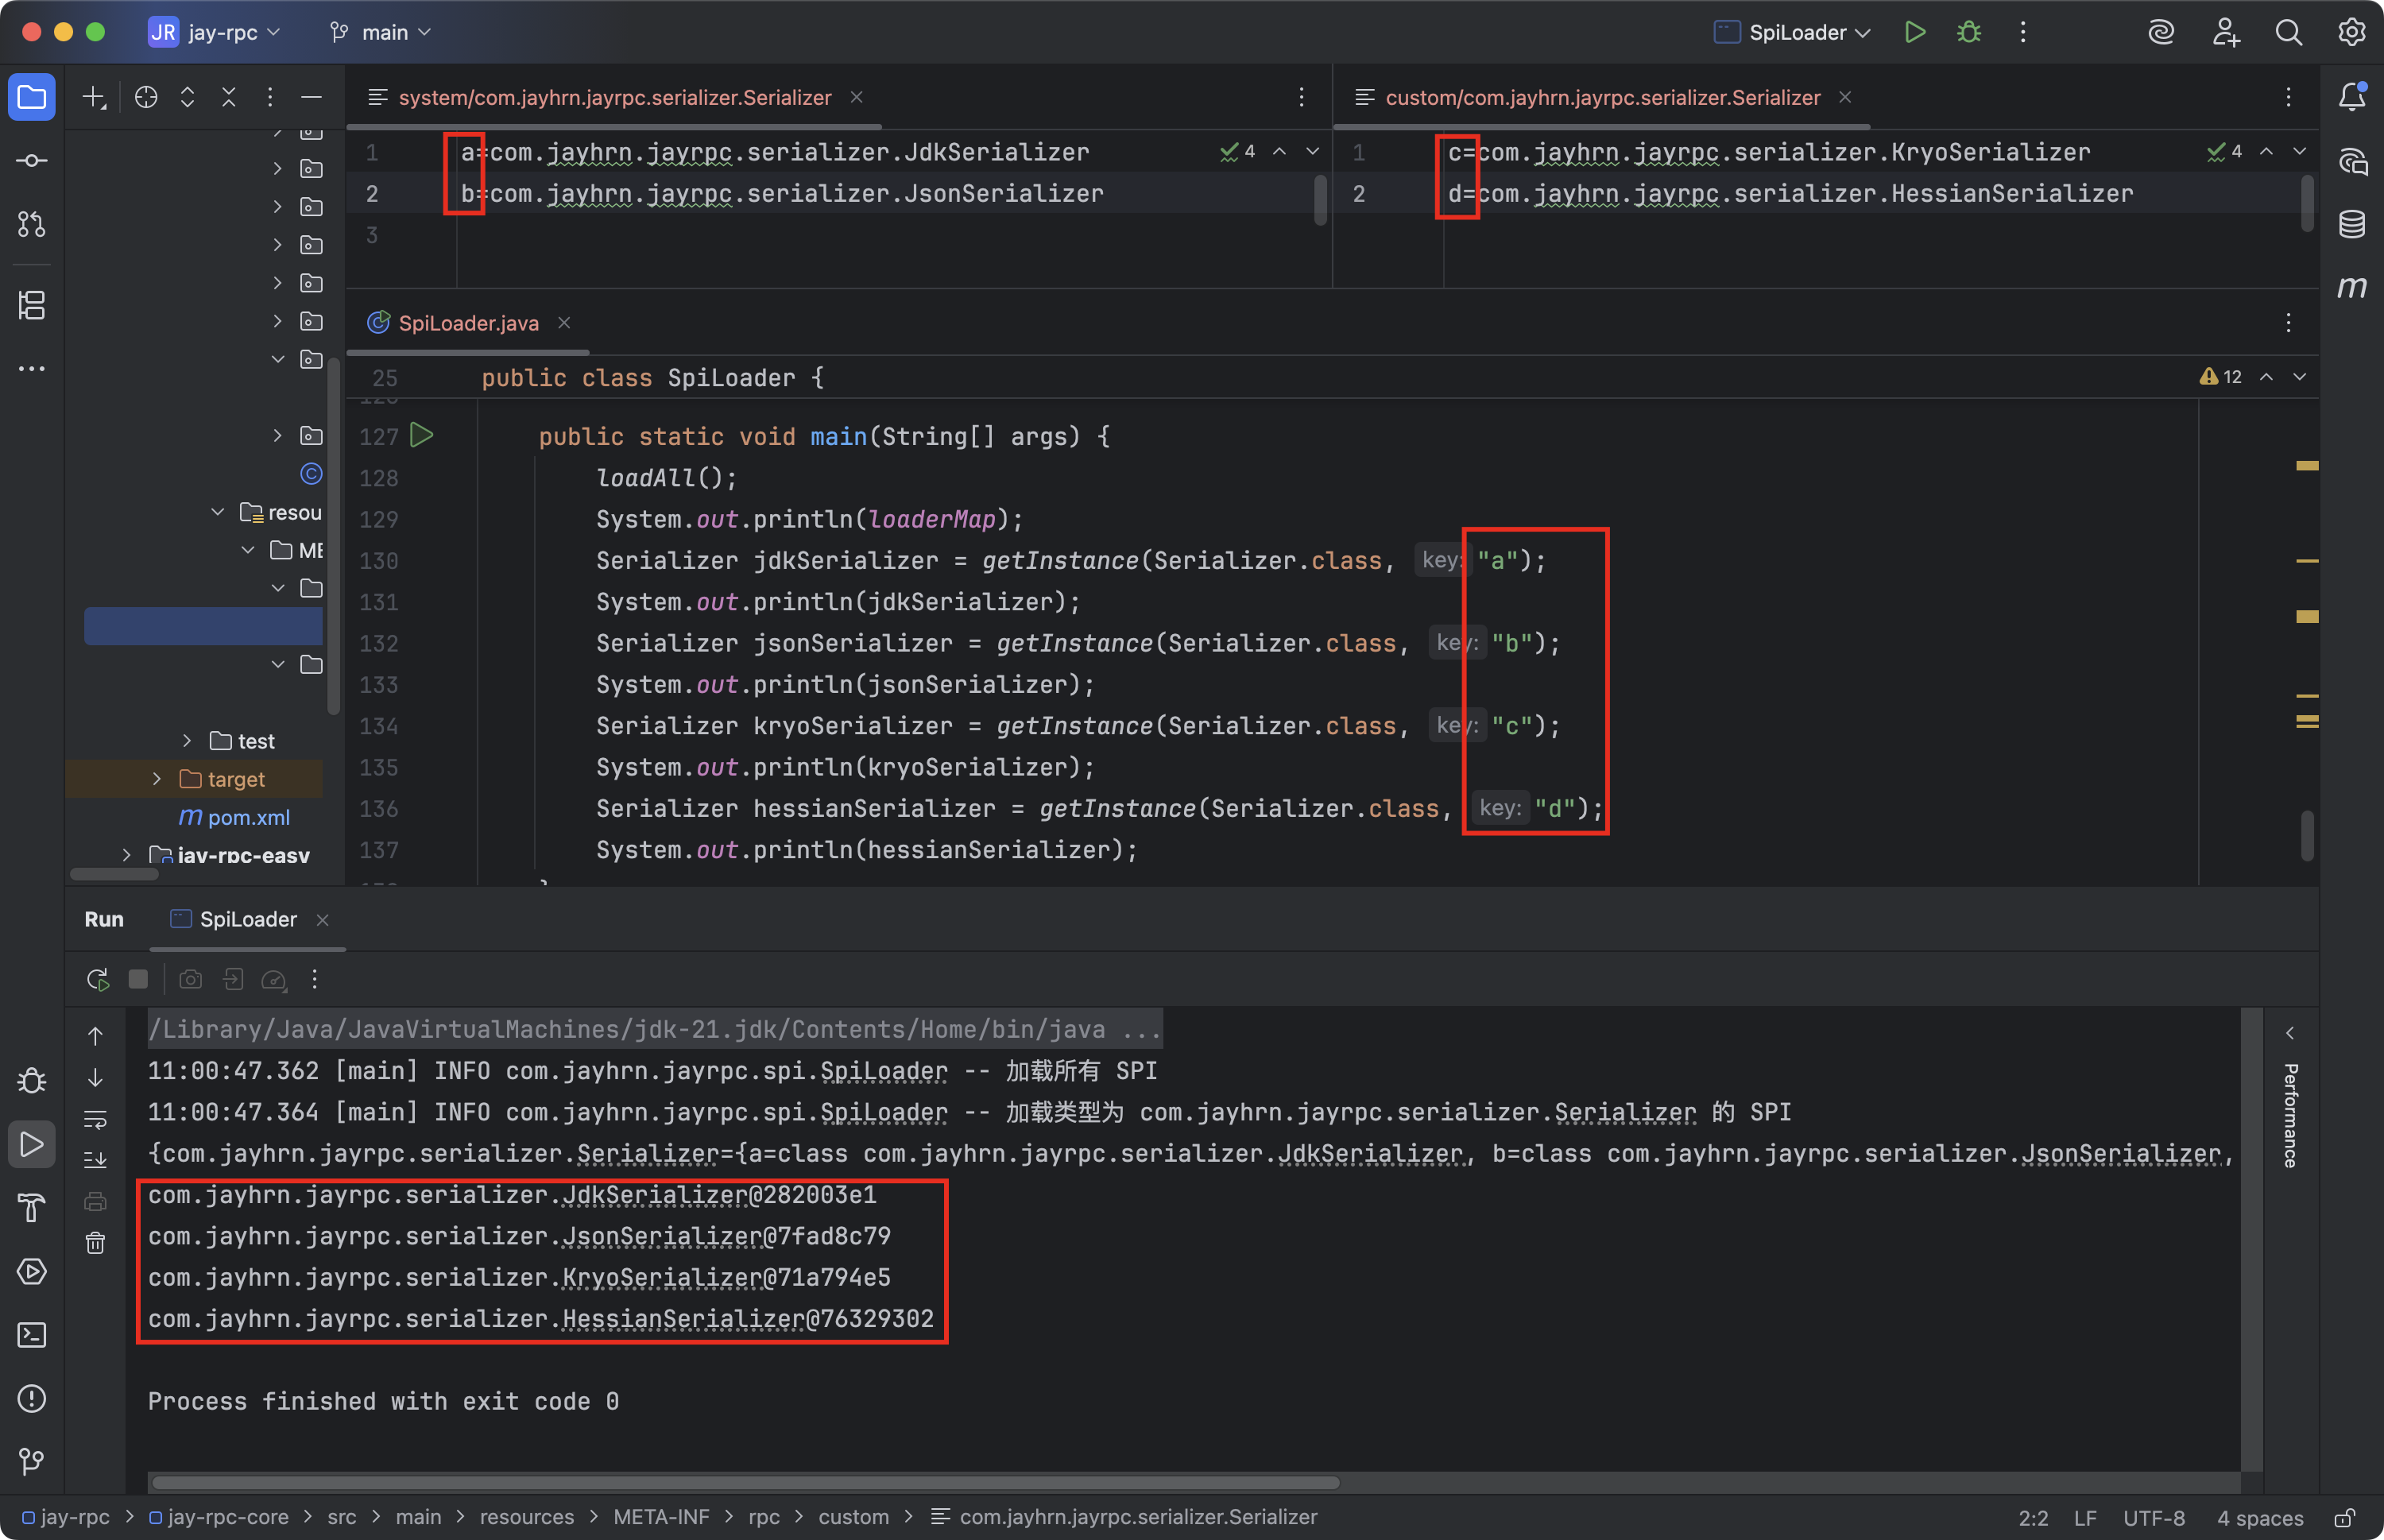 JR jay-rpc main SpiLoader
system/com.jayhrn.jayrpc.serializer.Serializer
1 a=com.jayhrn.jayrpc.serializer.JdkSerializer 4
2 b=com.jayhrn.jayrpc.serializer.JsonSerializer
3
custom/com.jayhrn.jayrpc.serializer.Serializer
1 c=com.jayhrn.jayrpc.serializer.KryoSerializer 4
2 d=com.jayhrn.jayrpc.serializer.HessianSerializer
resou
ME
test
target
pom.xml
jay-rpc-easy
SpiLoader.java
25 public class SpiLoader { 12
127 public static void main(String[] args) {
128 loadAll();
129 System.out.println(loaderMap);
130 Serializer jdkSerializer = getInstance(Serializer.class, key: "a");
131 System.out.println(jdkSerializer);
132 Serializer jsonSerializer = getInstance(Serializer.class, key: "b");
133 System.out.println(jsonSerializer);
134 Serializer kryoSerializer = getInstance(Serializer.class, key: "c");
135 System.out.println(kryoSerializer);
136 Serializer hessianSerializer = getInstance(Serializer.class, key: "d");
137 System.out.println(hessianSerializer);
Run SpiLoader
/Library/Java/JavaVirtualMachines/jdk-21.jdk/Contents/Home/bin/java ...
11:00:47.362 [main] INFO com.jayhrn.jayrpc.spi.SpiLoader -- 加载所有 SPI
11:00:47.364 [main] INFO com.jayhrn.jayrpc.spi.SpiLoader -- 加载类型为 com.jayhrn.jayrpc.serializer.Serializer 的 SPI
{com.jayhrn.jayrpc.serializer.Serializer={a=class com.jayhrn.jayrpc.serializer.JdkSerializer, b=class com.jayhrn.jayrpc.serializer.JsonSerializer,
com.jayhrn.jayrpc.serializer.JdkSerializer@282003e1
com.jayhrn.jayrpc.serializer.JsonSerializer@7fad8c79
com.jayhrn.jayrpc.serializer.KryoSerializer@71a794e5
com.jayhrn.jayrpc.serializer.HessianSerializer@76329302
Process finished with exit code 0
Performance
jay-rpc > jay-rpc-core > src > main > resources > META-INF > rpc > custom > com.jayhrn.jayrpc.serializer.Serializer
2:2 LF UTF-8 4 spaces